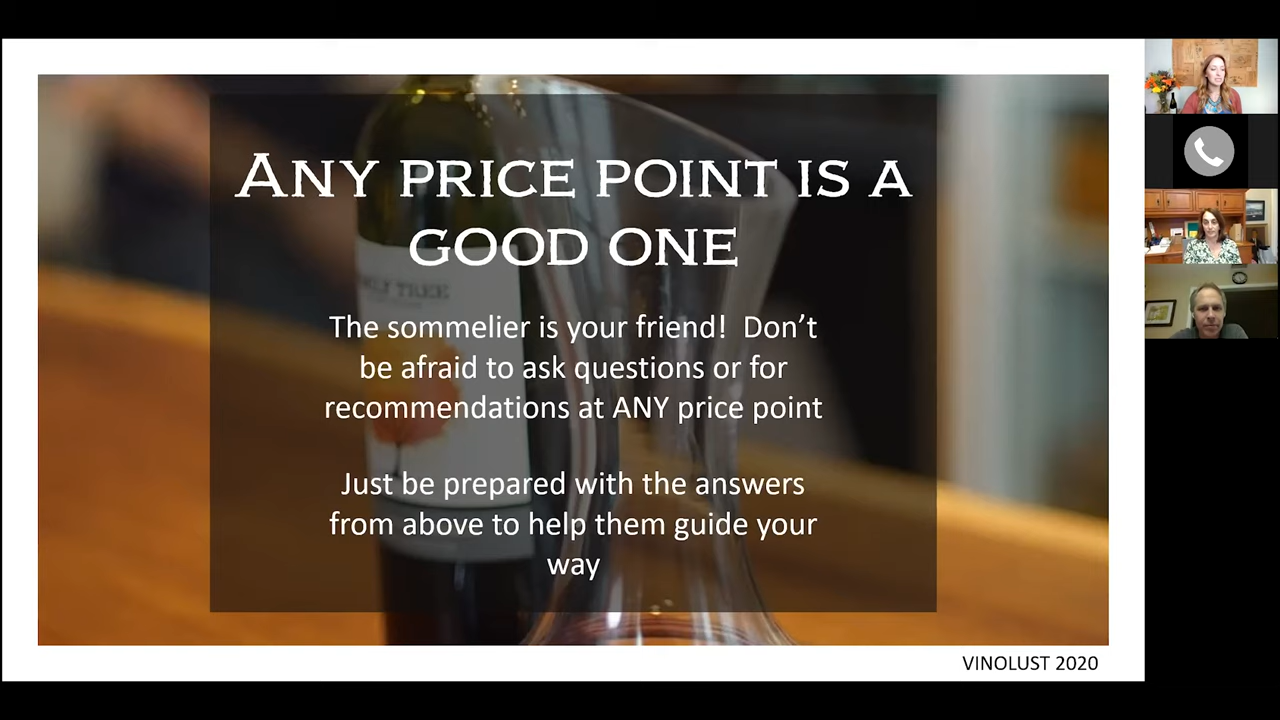 ANY PRICE POINT IS A
GOOD ONE
The sommelier is your friend!  Don’t
be afraid to ask questions or for
recommendations at ANY price point
Just be prepared with the answers
from above to help them guide your
way
TREE
VINOLUST 2020